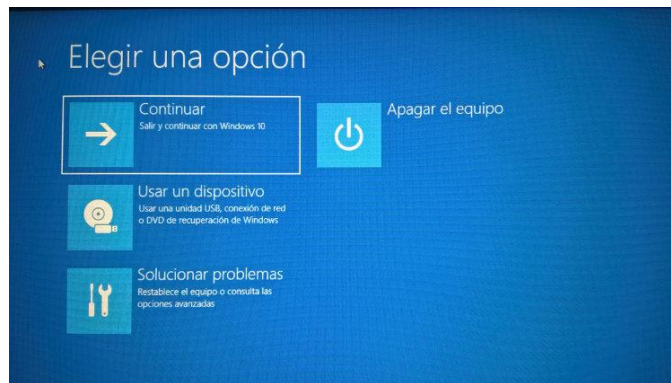 Elegir una opción
Continuar
Salir y continuar con Windows 10
Apagar el equipo
Usar un dispositivo
Usar una unidad USB, conexión de red
o DVD de recuperación de Windows
Solucionar problemas
Restablece el equipo o consulta las
opciones avanzadas